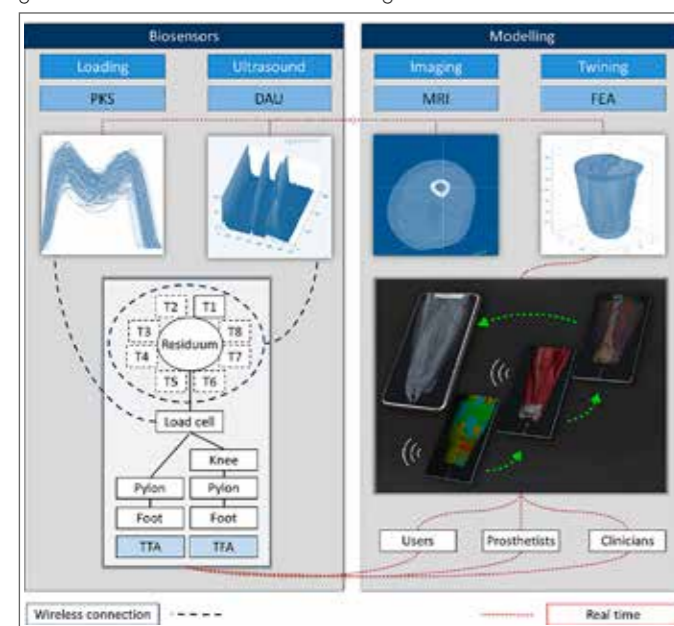 Biosensors
Modelling
Loading
Ultrasound
Imaging
Twining
PKS
DAU
MRI
FEA
T2
T1
T3
T8
Residuum
T4
T7
T5
T6
Load cell
Knee
Pylon
Pylon
Foot
Foot
TTA
TFA
Users
Prosthetists
Clinicians
Wireless connection
Real time